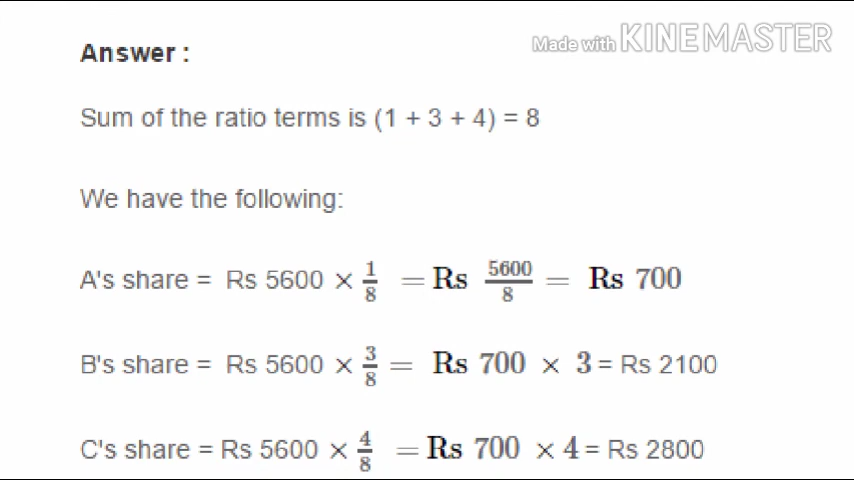 Made with KINEMASTER
Answer :
Sum of the ratio terms is (1 + 3 + 4) = 8
We have the following:
A's share = Rs 5600 × 1/8 = Rs 5600/8 = Rs 700
B's share = Rs 5600 × 3/8 = Rs 700 × 3 = Rs 2100
C's share = Rs 5600 × 4/8 = Rs 700 × 4 = Rs 2800